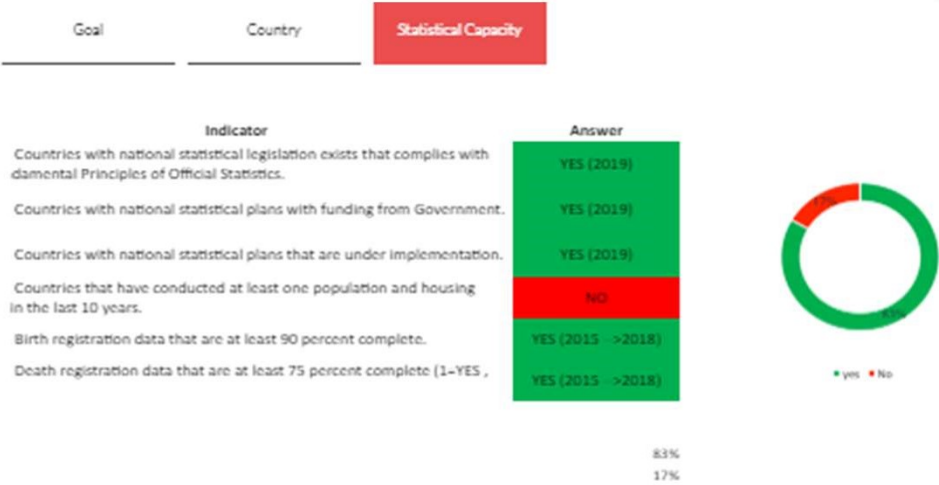 Goal
Country
Statistical Capacity
Indicator
Answer
Countries with national statistical legislation exists that complies with
damental Principles of Official Statistics.
YES (2019)
Countries with national statistical plans with funding from Government.
YES (2019)
Countries with national statistical plans that are under implementation.
YES (2019)
Countries that have conducted at least one population and housing
in the last 10 years.
NO
Birth registration data that are at least 90 percent complete.
YES (2015 ->2018)
Death registration data that are at least 75 percent complete (1=YES ,
YES (2015 ->2018)
17%
83%
yes
No
83%
17%